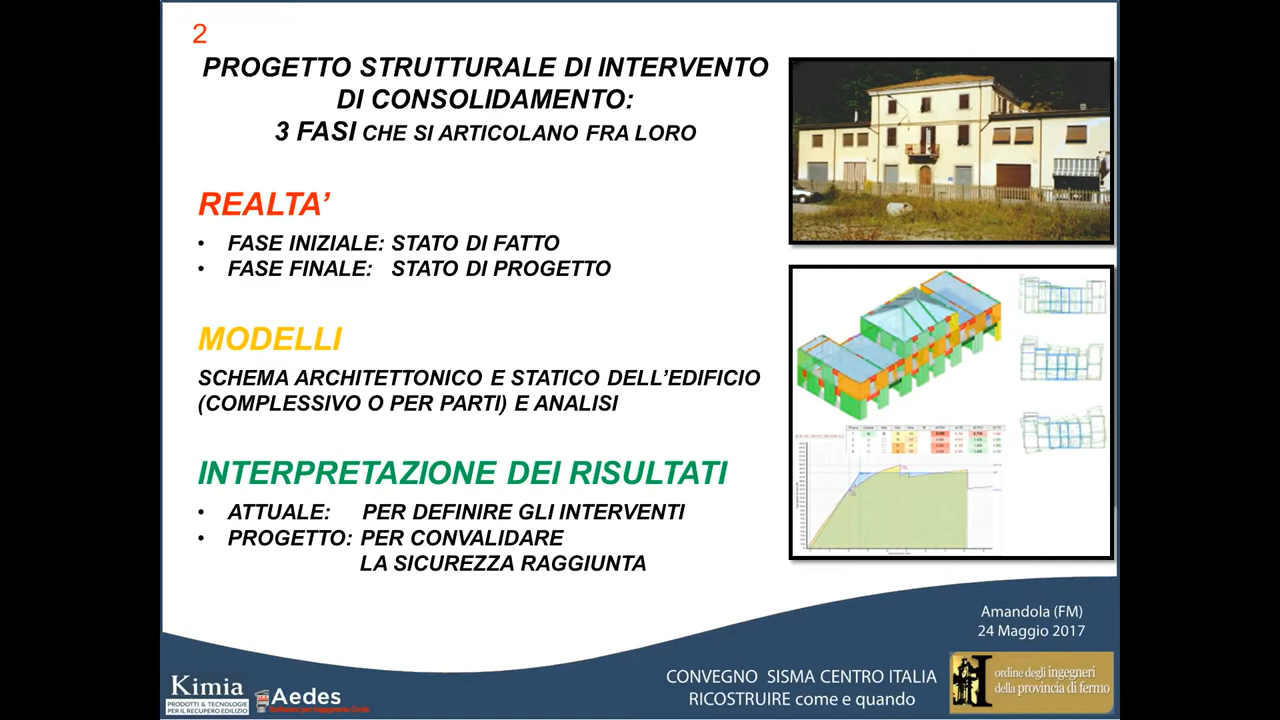 2
PROGETTO STRUTTURALE DI INTERVENTO
DI CONSOLIDAMENTO:
3 FASI CHE SI ARTICOLANO FRA LORO
REALTA’
• FASE INIZIALE: STATO DI FATTO
• FASE FINALE: STATO DI PROGETTO
MODELLI
SCHEMA ARCHITETTONICO E STATICO DELL’EDIFICIO
(COMPLESSIVO O PER PARTI) E ANALISI
INTERPRETAZIONE DEI RISULTATI
• ATTUALE: PER DEFINIRE GLI INTERVENTI
• PROGETTO: PER CONVALIDARE
LA SICUREZZA RAGGIUNTA
Amandola (FM)
24 Maggio 2017
CONVEGNO SISMA CENTRO ITALIA
RICOSTRUIRE come e quando
ordine degli ingegneri
della provincia di fermo
Kimia
PRODOTTI & TECNOLOGIE
PER IL RECUPERO EDILIZIO
Aedes